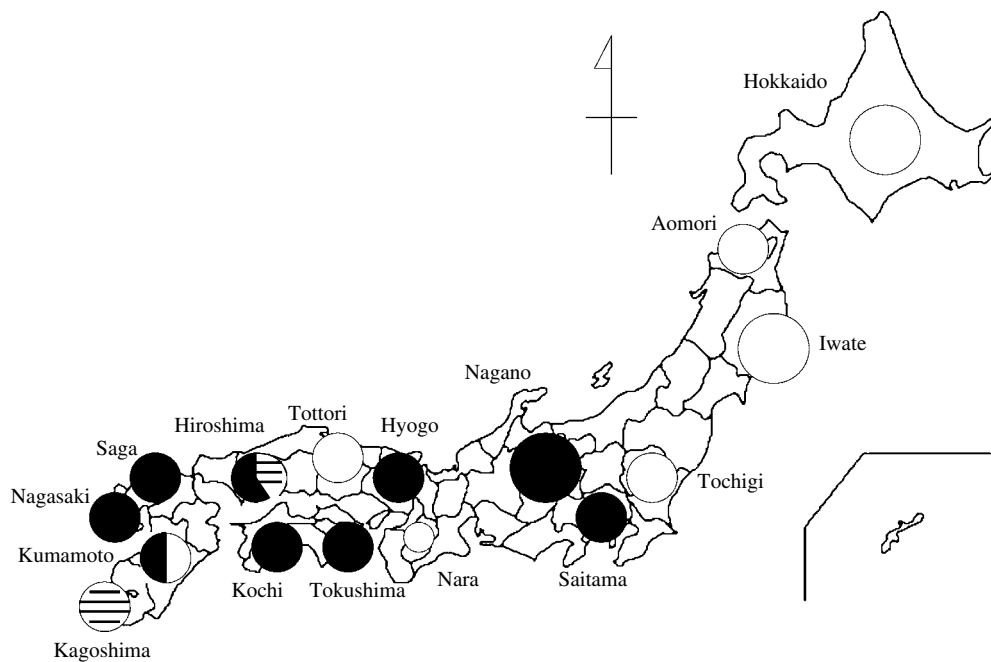 Hokkaido
Aomori
Iwate
Nagano
Tottori
Hiroshima
Hyogo
Saga
Nagasaki
Tochigi
Kumamoto
Kochi
Tokushima
Nara
Saitama
Kagoshima